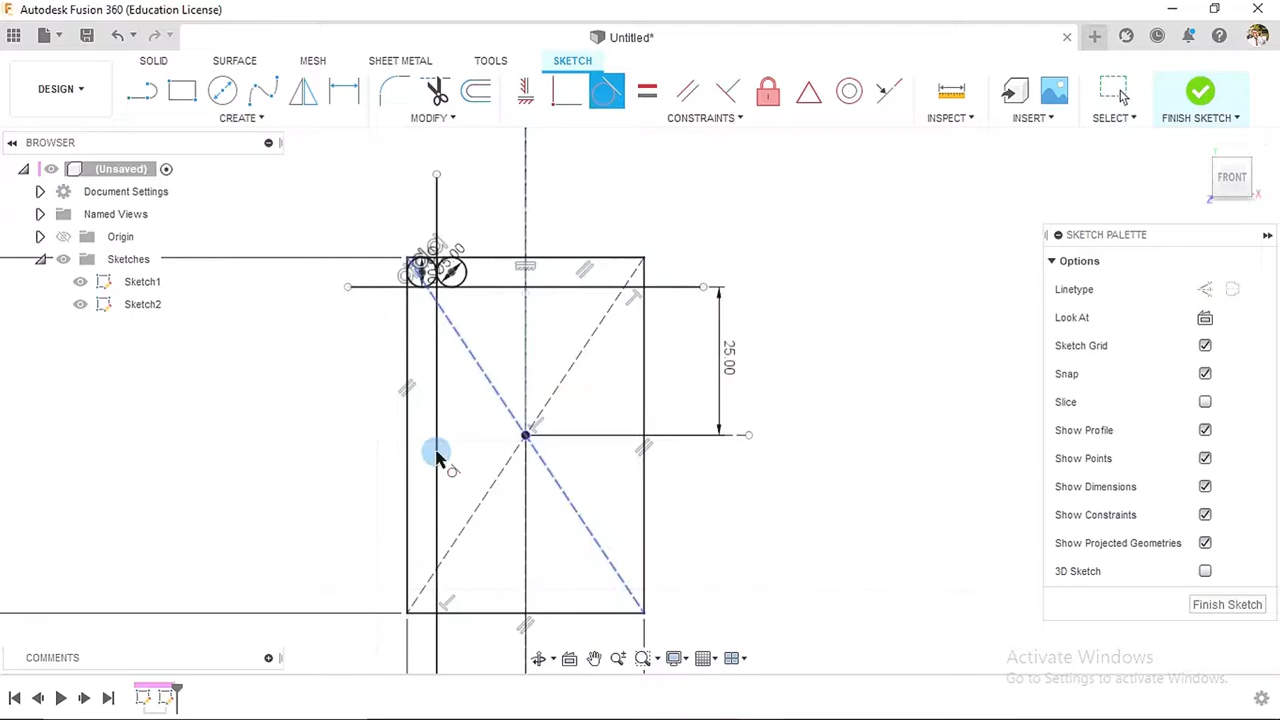 Autodesk Fusion 360 (Education License)
Untitled*
SOLID SURFACE MESH SHEET METAL TOOLS SKETCH
DESIGN
CREATE MODIFY CONSTRAINTS INSPECT INSERT SELECT FINISH SKETCH
BROWSER
(Unsaved)
Document Settings
Named Views
Origin
Sketches
Sketch1
Sketch2
FRONT
Y
X
Z
25.00
SKETCH PALETTE
Options
Linetype
Look At
Sketch Grid
Snap
Slice
Show Profile
Show Points
Show Dimensions
Show Constraints
Show Projected Geometries
3D Sketch
Finish Sketch
COMMENTS
Activate Windows
Go to Settings to activate Windows.